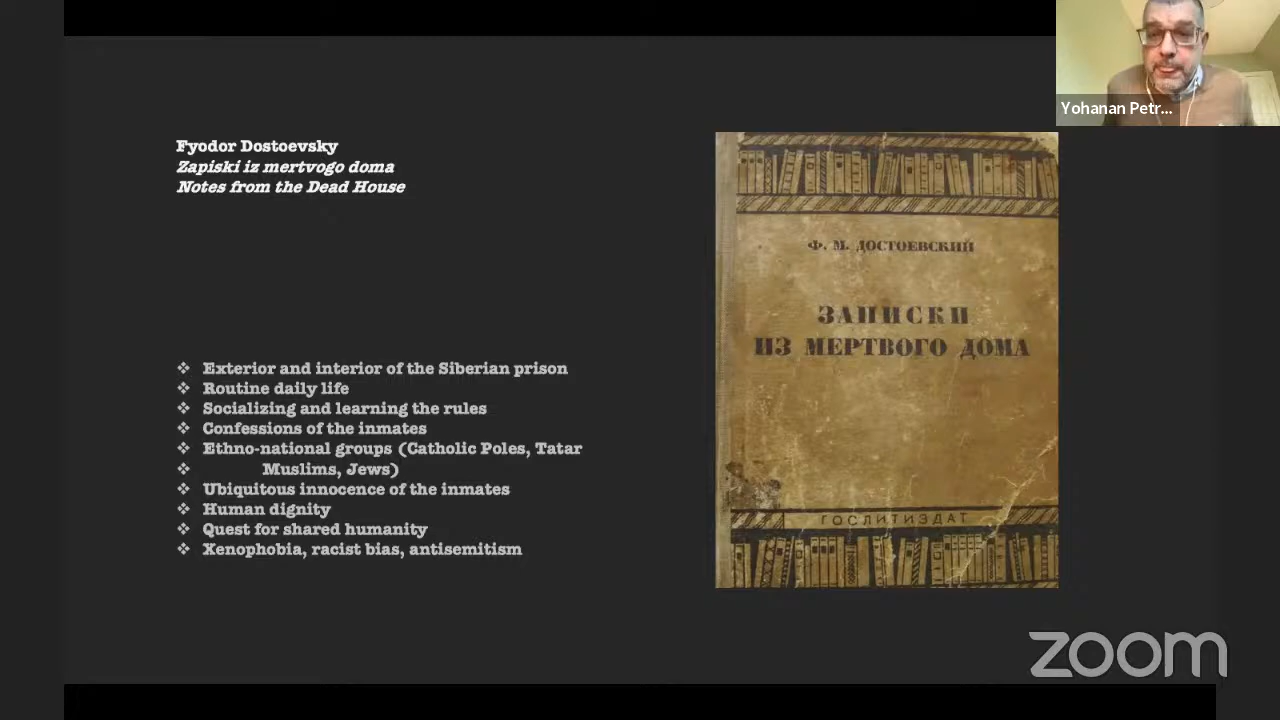 Yohanan Petr...
Fyodor Dostoevsky
Zapiski iz mertvogo doma
Notes from the Dead House
❖ Exterior and interior of the Siberian prison
❖ Routine daily life
❖ Socializing and learning the rules
❖ Confessions of the inmates
❖ Ethno-national groups (Catholic Poles, Tatar
❖ Muslims, Jews)
❖ Ubiquitous innocence of the inmates
❖ Human dignity
❖ Quest for shared humanity
❖ Xenophobia, racist bias, antisemitism
Ф. М. ДОСТОЕВСКИЙ
ЗАПИСКИ
ИЗ МЕРТВОГО ДОМА
ГОСЛИТИЗДАТ
zoom